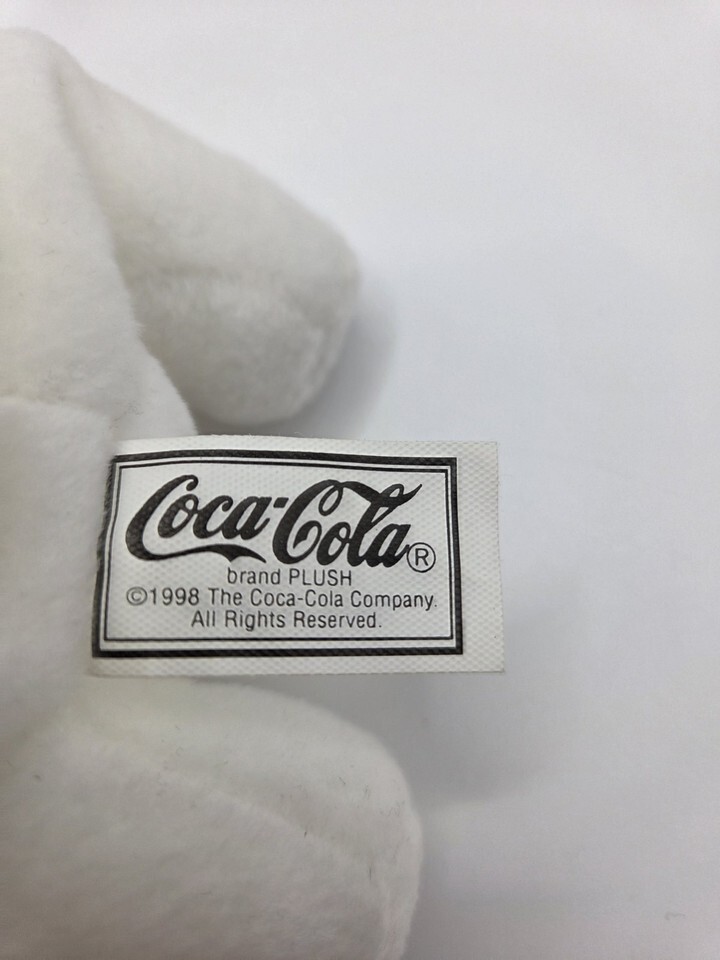 Coca-Cola®
brand PLUSH
©1998 The Coca-Cola Company.
All Rights Reserved.